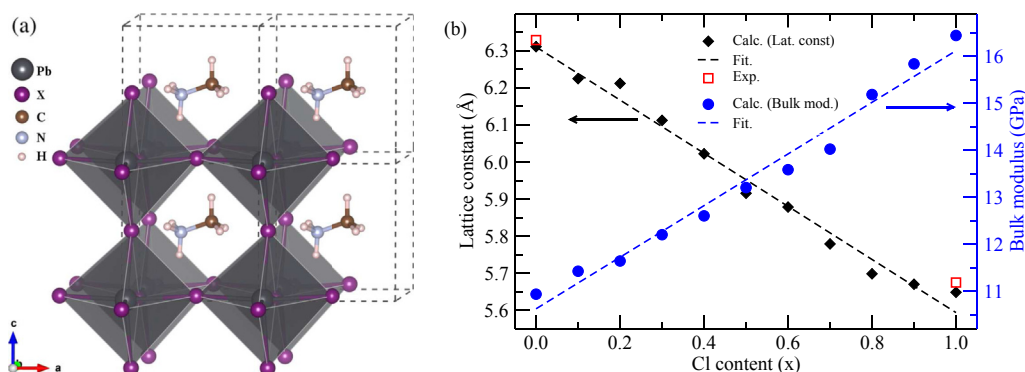 (a)
Pb
X
C
N
H
c
b
a
(b)
Calc. (Lat. const)
Fit.
Exp.
Calc. (Bulk mod.)
Fit.
Lattice constant (Å)
6.3
6.2
6.1
6.0
5.9
5.8
5.7
5.6
0.0 0.2 0.4 0.6 0.8 1.0
Cl content (x)
16
15
14
13
12
11
Bulk modulus (GPa)